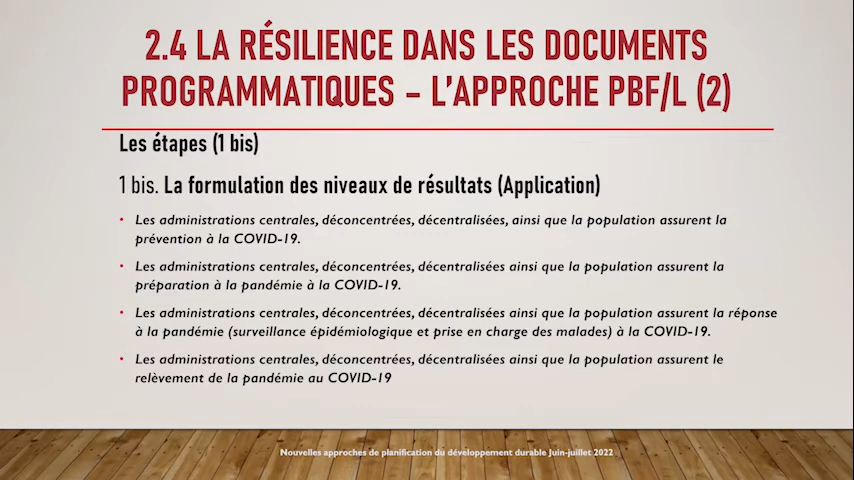 2.4 LA RÉSILIENCE DANS LES DOCUMENTS
PROGRAMMATIQUES – L'APPROCHE PBF/L (2)
Les étapes (1 bis)
1 bis. La formulation des niveaux de résultats (Application)
• Les administrations centrales, déconcentrées, décentralisées, ainsi que la population assurent la
prévention à la COVID-19.
• Les administrations centrales, déconcentrées, décentralisées ainsi que la population assurent la
préparation à la pandémie à la COVID-19.
• Les administrations centrales, déconcentrées, décentralisées ainsi que la population assurent la réponse
à la pandémie (surveillance épidémiologique et prise en charge des malades) à la COVID-19.
• Les administrations centrales, déconcentrées, décentralisées ainsi que la population assurent le
relèvement de la pandémie au COVID-19
Nouvelles approches de planification du développement durable Juin-juillet 2022